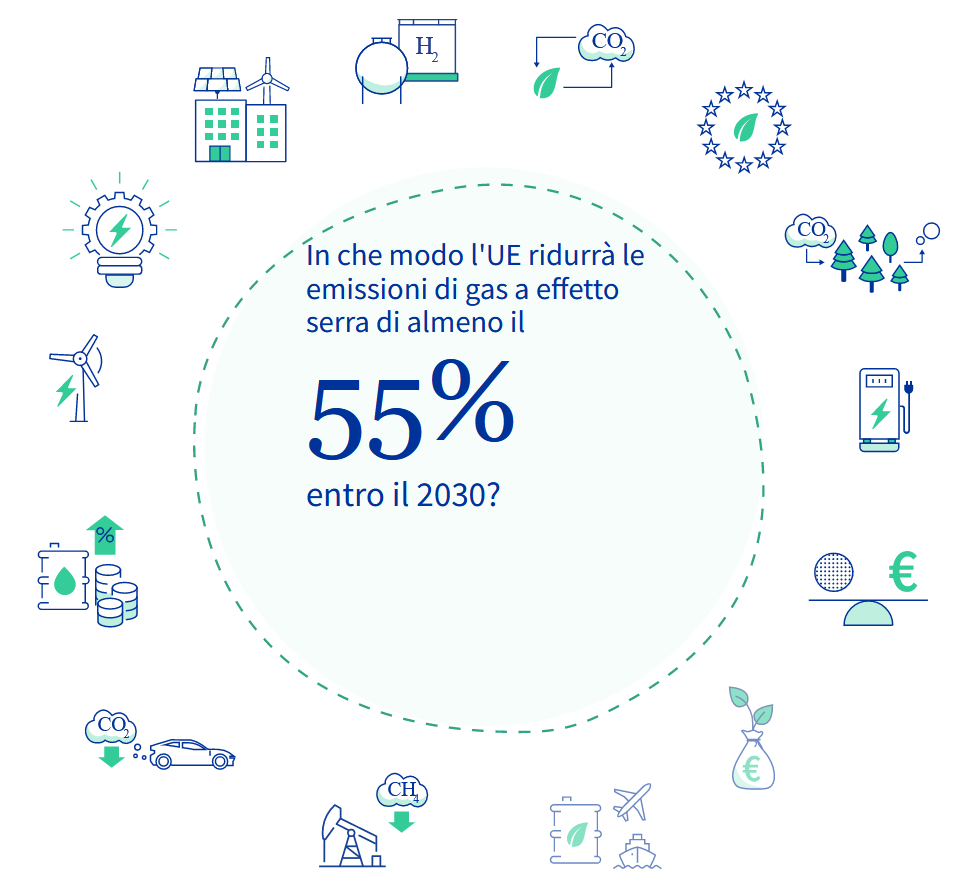 H2
CO2
CO2
In che modo l'UE ridurrà le
emissioni di gas a effetto
serra di almeno il
55%
entro il 2030?
%
€
€
CO2
CH4